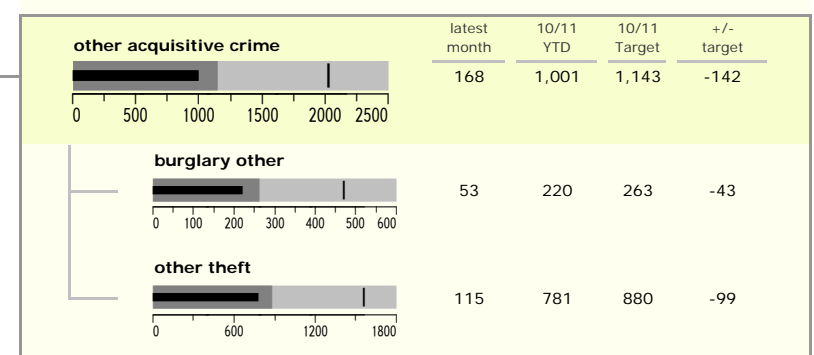 latest month 10/11 YTD 10/11 Target +/- target
other acquisitive crime
168 1,001 1,143 -142
0 500 1000 1500 2000 2500
burglary other
53 220 263 -43
0 100 200 300 400 500 600
other theft
115 781 880 -99
0 600 1200 1800